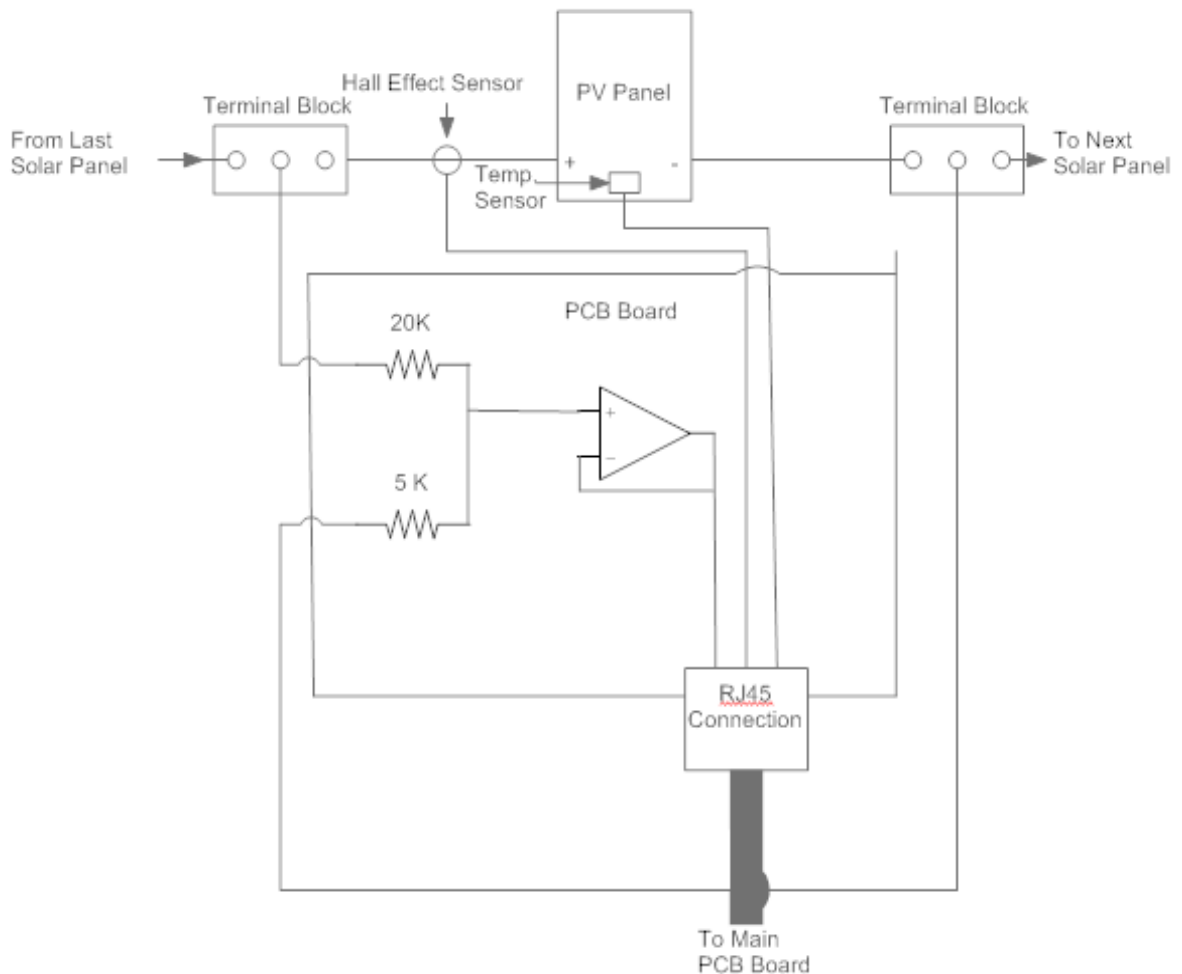 Hall Effect Sensor
PV Panel
Terminal Block
Terminal Block
From Last
Solar Panel
To Next
Solar Panel
+
-
Temp.
Sensor
PCB Board
20K
+
−
5 K
RJ45
Connection
To Main
PCB Board